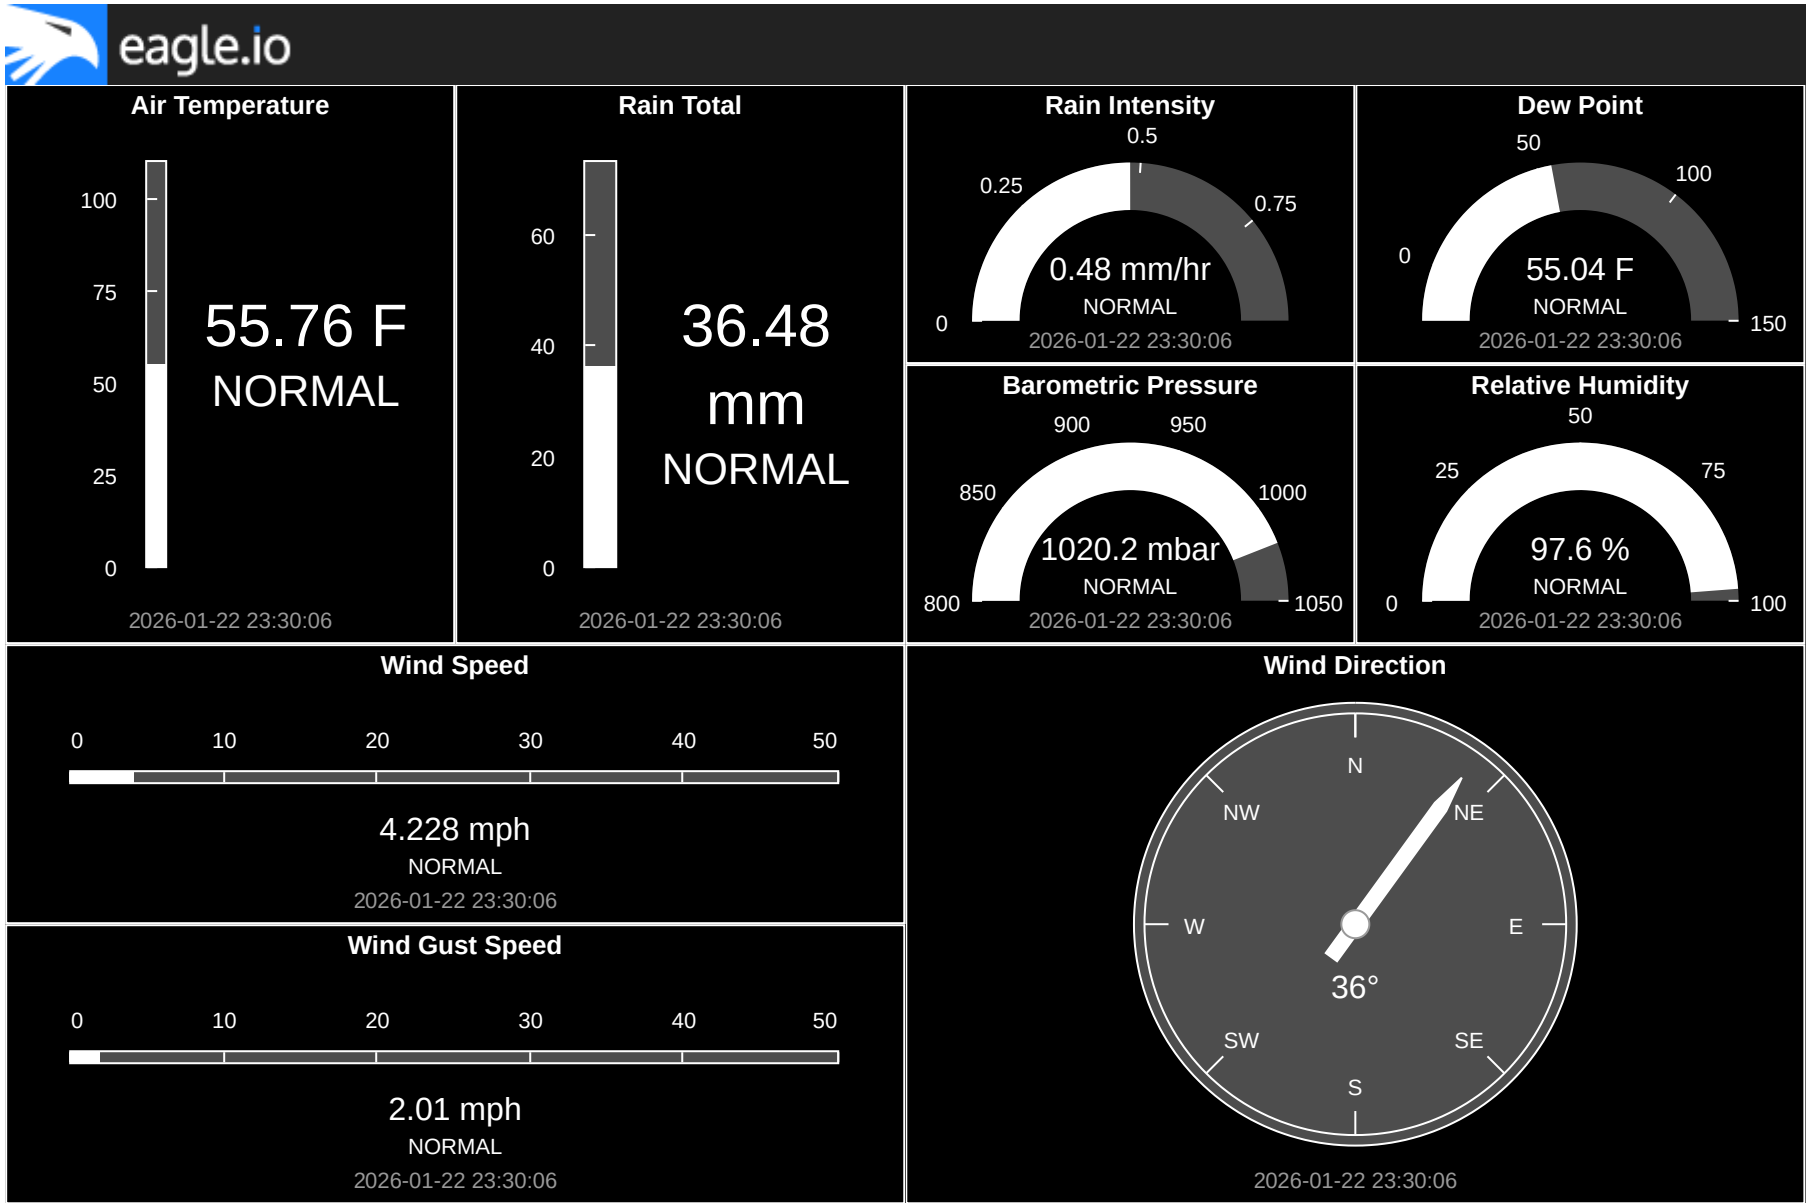 eagle.io
Air Temperature
100
75
50
25
0
55.76 F
NORMAL
2026-01-22 23:30:06
Rain Total
60
40
20
0
36.48
mm
NORMAL
2026-01-22 23:30:06
Rain Intensity
0.5
0.25
0.75
0
0.48 mm/hr
NORMAL
2026-01-22 23:30:06
Dew Point
50
100
0
150
55.04 F
NORMAL
2026-01-22 23:30:06
Barometric Pressure
900
950
850
1000
800
1050
1020.2 mbar
NORMAL
2026-01-22 23:30:06
Relative Humidity
50
25
75
0
100
97.6 %
NORMAL
2026-01-22 23:30:06
Wind Speed
0 10 20 30 40 50
4.228 mph
NORMAL
2026-01-22 23:30:06
Wind Gust Speed
0 10 20 30 40 50
2.01 mph
NORMAL
2026-01-22 23:30:06
Wind Direction
N
NW
NE
W
E
36°
SW
SE
S
2026-01-22 23:30:06